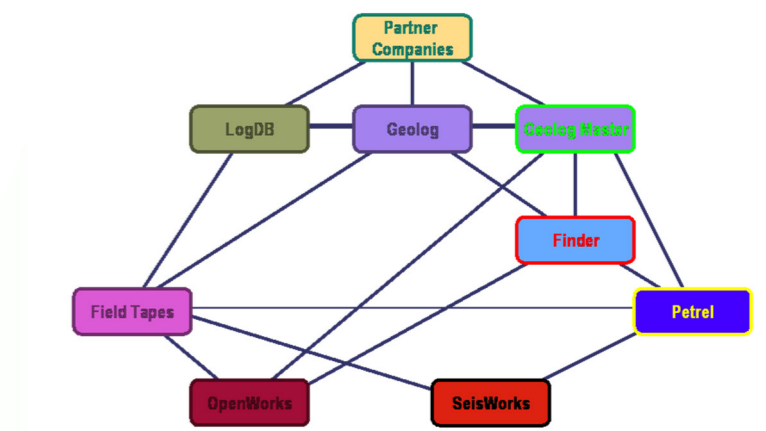 Partner
Companies
LogDB
Geolog
Geolog Master
Finder
Field Tapes
Petrel
OpenWorks
SeisWorks